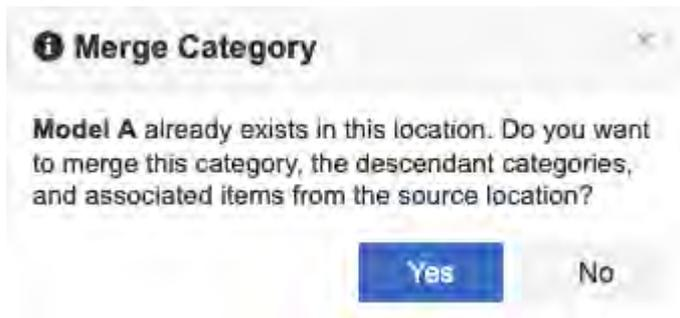 Merge Category
Model A already exists in this location. Do you want
to merge this category, the descendant categories,
and associated items from the source location?
Yes No